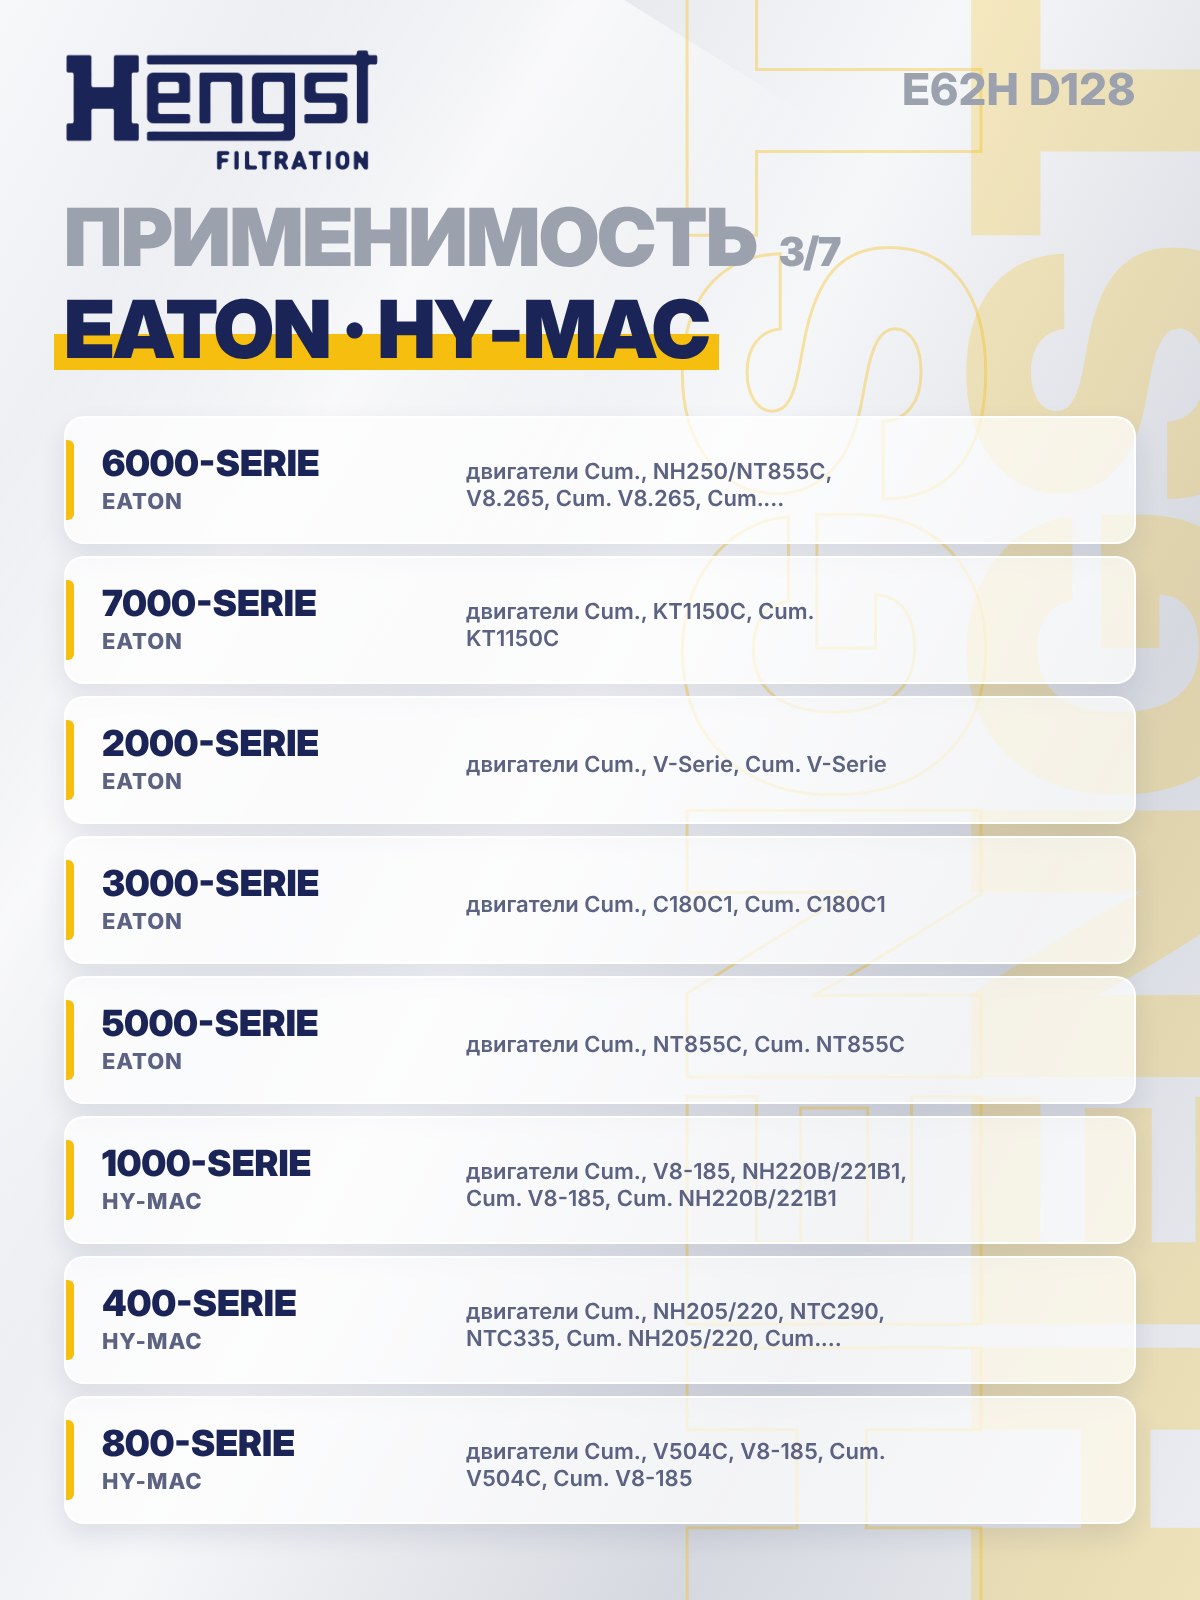 Hengst
FILTRATION
E62H D128
ПРИМЕНИМОСТЬ 3/7
EATON · HY-MAC
6000-SERIE
EATON
двигатели Cum., NH250/NT855C,
V8.265, Cum. V8.265, Cum....
7000-SERIE
EATON
двигатели Cum., KT1150C, Cum.
KT1150C
2000-SERIE
EATON
двигатели Cum., V-Serie, Cum. V-Serie
3000-SERIE
EATON
двигатели Cum., C180C1, Cum. C180C1
5000-SERIE
EATON
двигатели Cum., NT855C, Cum. NT855C
1000-SERIE
HY-MAC
двигатели Cum., V8-185, NH220B/221B1,
Cum. V8-185, Cum. NH220B/221B1
400-SERIE
HY-MAC
двигатели Cum., NH205/220, NTC290,
NTC335, Cum. NH205/220, Cum....
800-SERIE
HY-MAC
двигатели Cum., V504C, V8-185, Cum.
V504C, Cum. V8-185
HENGST
HENGST